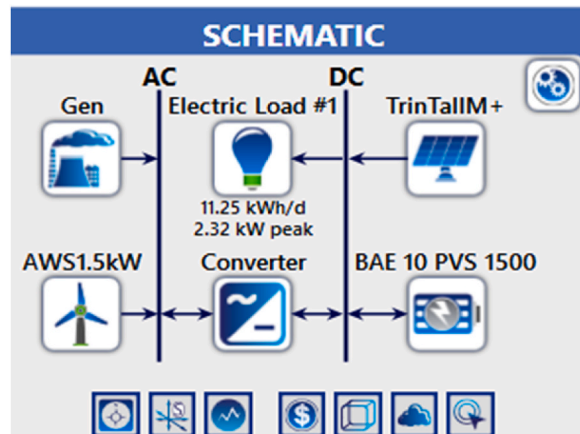 SCHEMATIC
AC DC
Gen Electric Load #1 TrinTallM+
11.25 kWh/d
2.32 kW peak
AWS1.5kW Converter BAE 10 PVS 1500